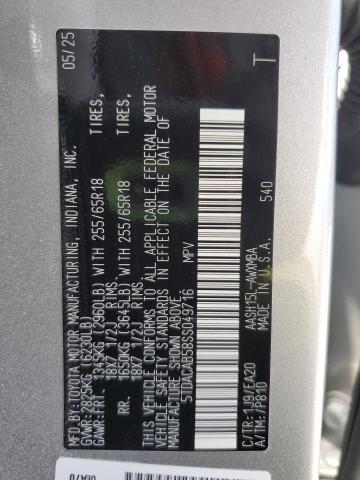 MFD.BY:TOYOTA MOTOR MANUFACTURING, INDIANA, INC. 05/25
GVWR:2825KG (6230LB)
GAWR:FRT. 1345KG (2960LB) WITH 255/65R18 TIRES,
18X7 1/2J RIMS
RR. 1650KG (3645LB) WITH 255/65R18 TIRES,
18X7 1/2J RIMS
THIS VEHICLE CONFORMS TO ALL APPLICABLE FEDERAL MOTOR
VEHICLE SAFETY STANDARDS IN EFFECT ON THE DATE OF
MANUFACTURE SHOWN ABOVE.
5TDACAB58SS049716 MPV
T
C/TR:1J9/EA20 AASH15L-AWXMBA
A/TM:/P810 MADE IN U.S.A. 540